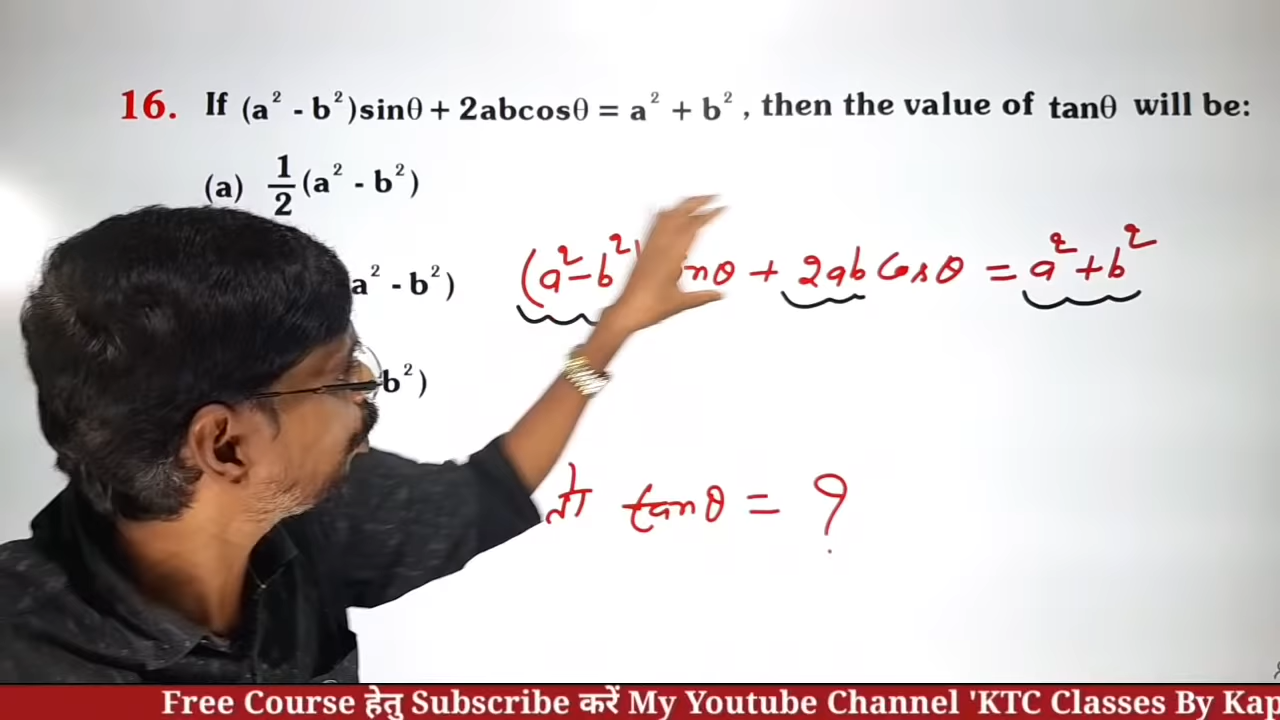 16. If (a² - b²)sinθ + 2abcosθ = a² + b², then the value of tanθ will be:
(a) 1/2 (a² - b²)
(a²-b²) sinθ + 2ab Cosθ = a²+b²
a² - b²)
b²)
तो tanθ = ?
Free Course हेतु Subscribe करें My Youtube Channel 'KTC Classes By Kap